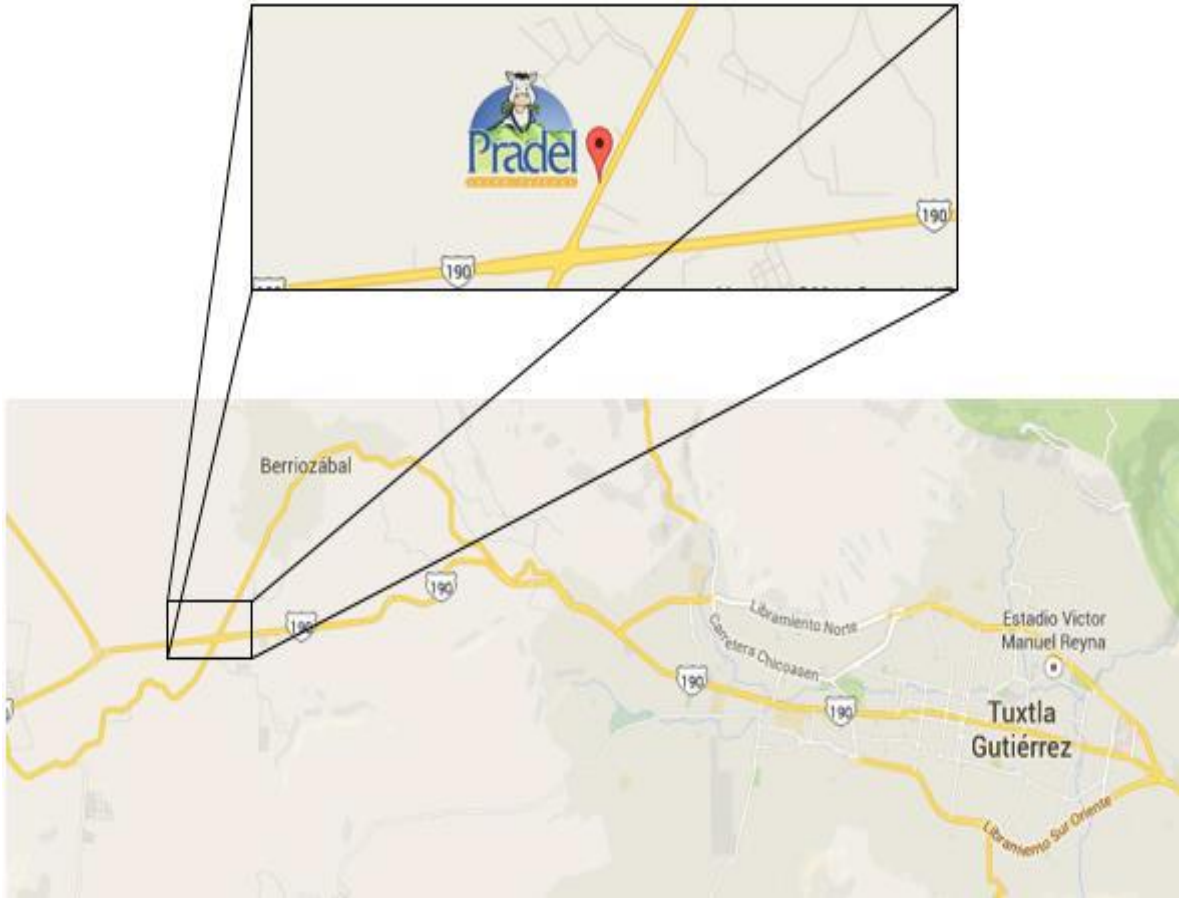 Pradel
190
190
Berriozábal
190
190
Libramiento Norte
Carretera Chicoasen
Estadio Victor
Manuel Reyna
190
190
Tuxtla
Gutiérrez
Libramiento Sur Oriente